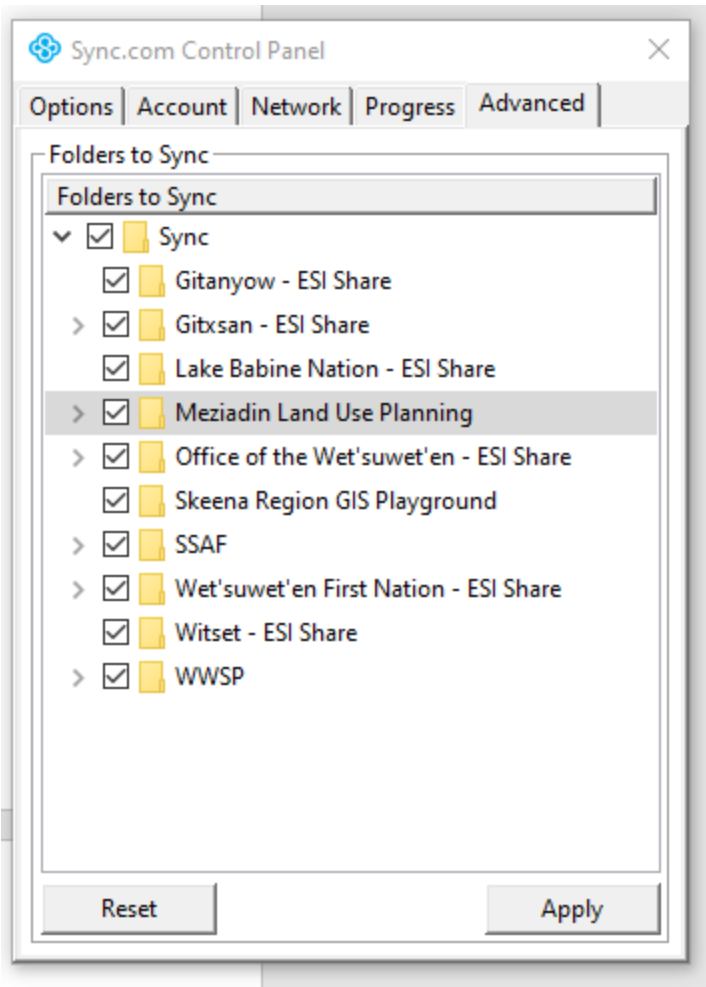 Sync.com Control Panel
Options Account Network Progress Advanced
Folders to Sync
Folders to Sync
Sync
Gitanyow - ESI Share
Gitxsan - ESI Share
Lake Babine Nation - ESI Share
Meziadin Land Use Planning
Office of the Wet'suwet'en - ESI Share
Skeena Region GIS Playground
SSAF
Wet'suwet'en First Nation - ESI Share
Witset - ESI Share
WWSP
Reset Apply